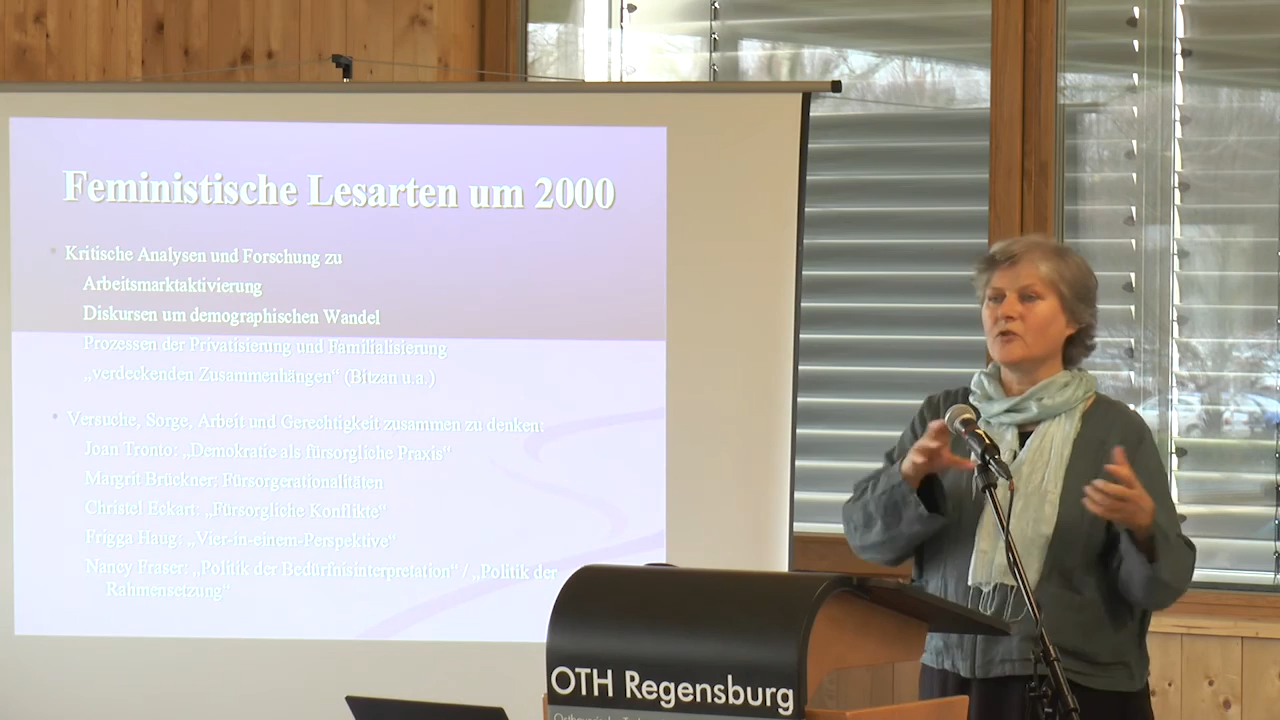 Feministische Lesarten um 2000
Kritische Analysen und Forschung zu
Arbeitsmarktaktivierung
Diskursen um demographischen Wandel
Prozessen der Privatisierung und Familialisierung
„verdeckenden Zusammenhängen“ (Bitzan u.a.)
Versuche, Sorge, Arbeit und Gerechtigkeit zusammen zu denken:
Joan Tronto: „Demokratie als fürsorgliche Praxis“
Margrit Brückner: Fürsorgerationalitäten
Christel Eckart: „Fürsorgliche Konflikte“
Frigga Haug: „Vier-in-einem-Perspektive“
Nancy Fraser: „Politik der Bedürfnisinterpretation“ / „Politik der
Rahmensetzung“
OTH Regensburg